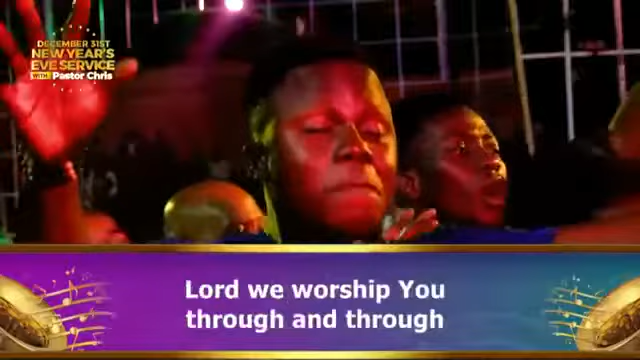 DECEMBER 31ST
NEW YEAR'S
EVE SERVICE
WITH Pastor Chris
Lord we worship You
through and through